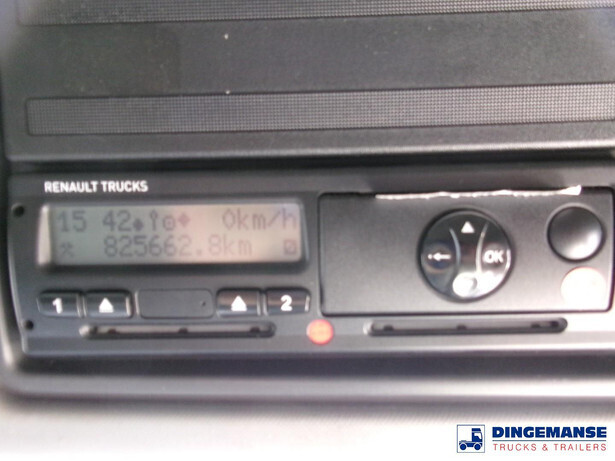 RENAULT TRUCKS
15 42 0km/h
825662.8km
1 2
OK
DINGEMANSE
TRUCKS & TRAILERS